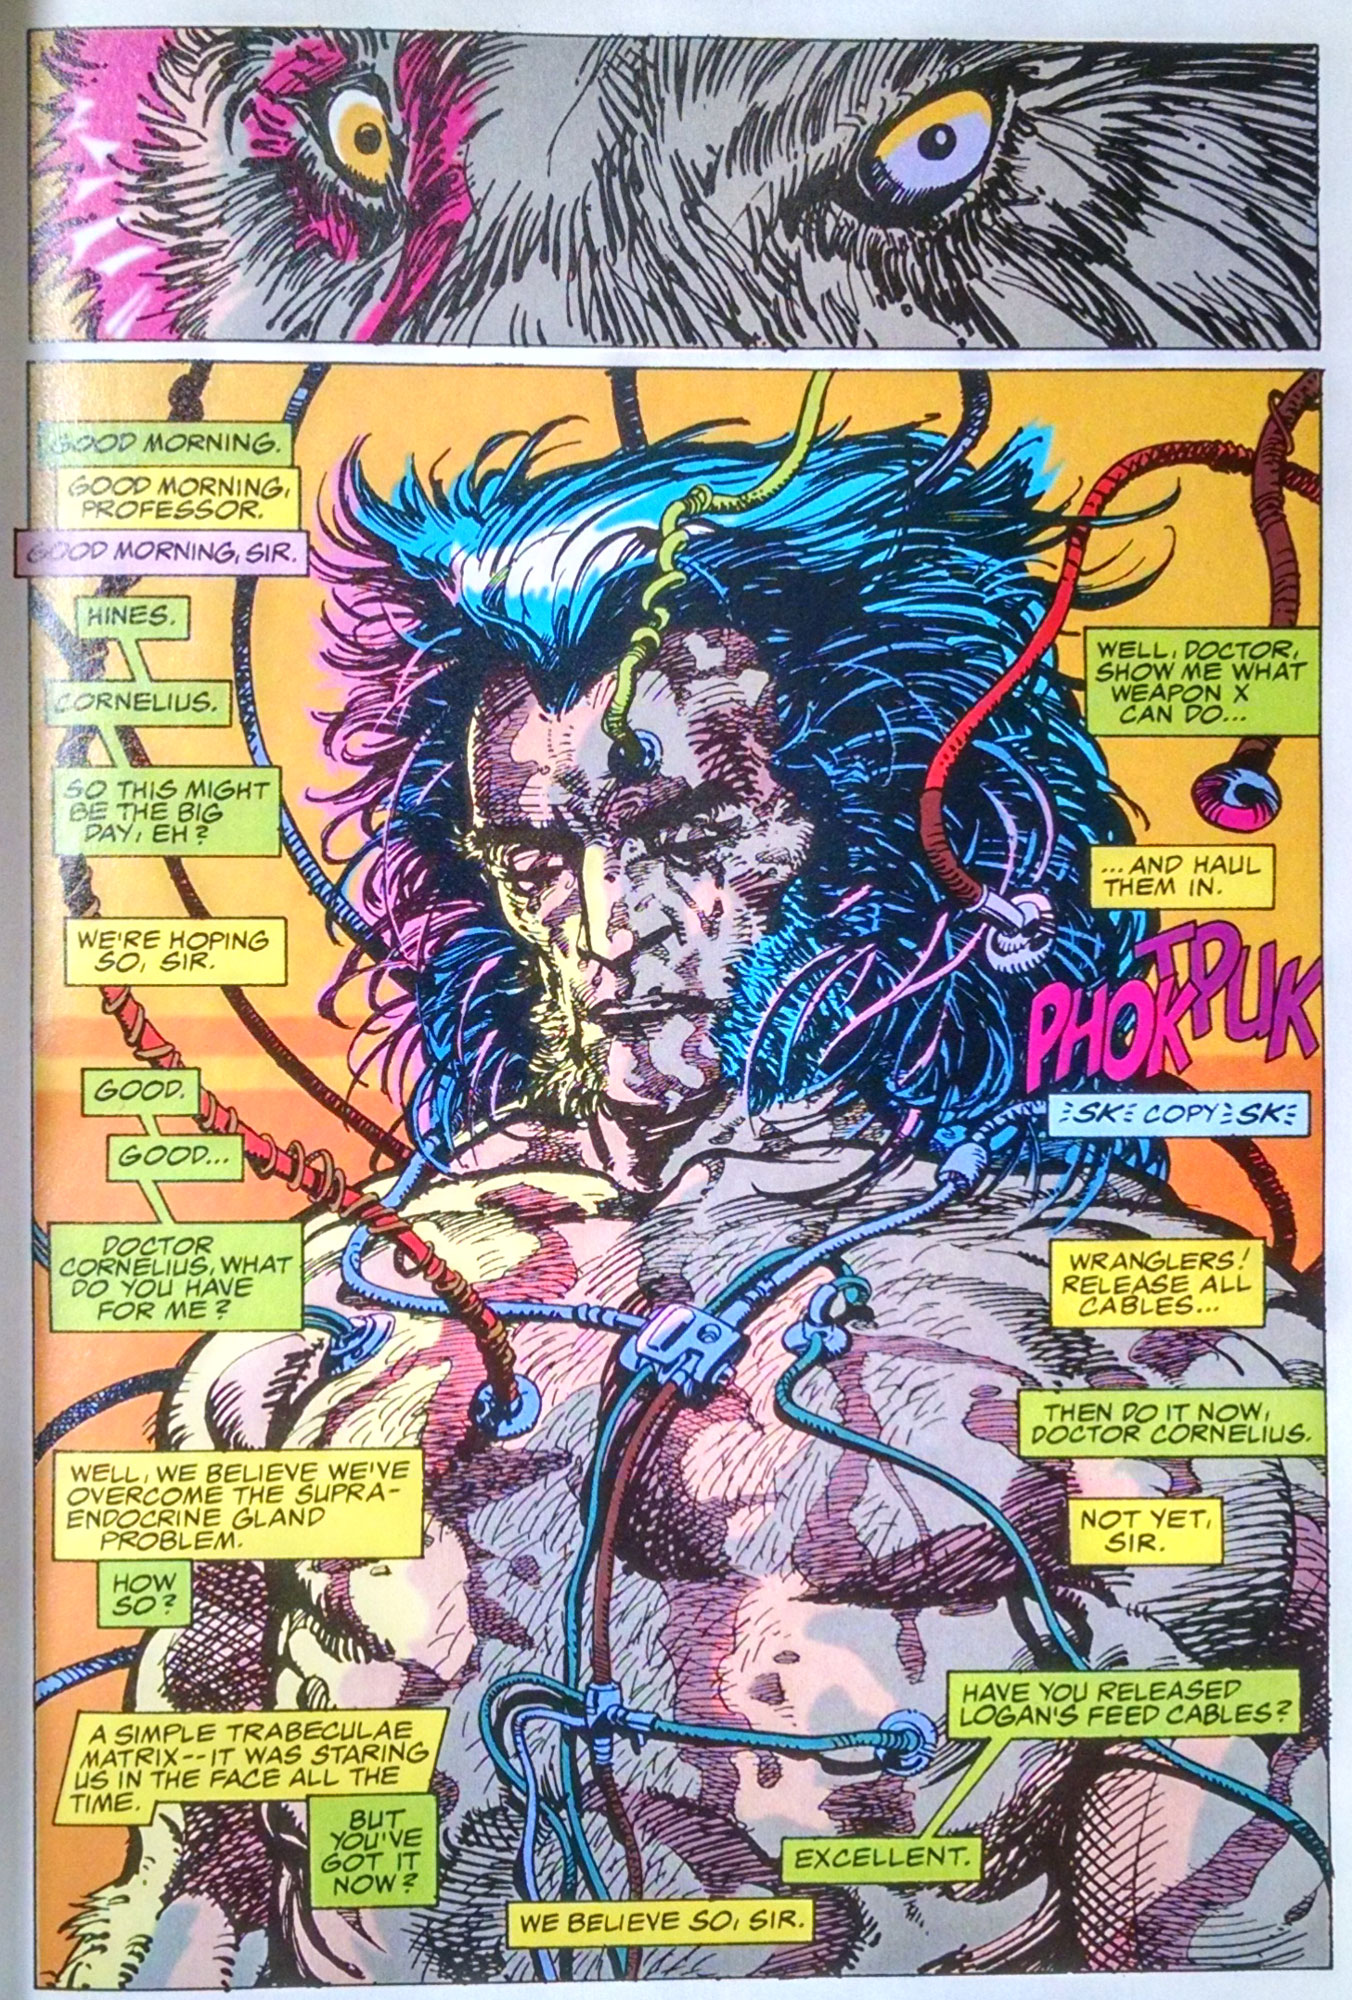 GOOD MORNING.
GOOD MORNING,
PROFESSOR.
GOOD MORNING, SIR.
HINES.
CORNELIUS.
SO THIS MIGHT
BE THE BIG
DAY, EH?
WE'RE HOPING
SO, SIR.
GOOD.
GOOD...
DOCTOR
CORNELIUS, WHAT
DO YOU HAVE
FOR ME?
WELL, WE BELIEVE WE'VE
OVERCOME THE SUPRA-
ENDOCRINE GLAND
PROBLEM.
HOW
SO?
A SIMPLE TRABECULAE
MATRIX--IT WAS STARING
US IN THE FACE ALL THE
TIME.
BUT
YOU'VE
GOT IT
NOW?
WE BELIEVE SO, SIR.
EXCELLENT.
HAVE YOU RELEASED
LOGAN'S FEED CABLES?
NOT YET,
SIR.
THEN DO IT NOW,
DOCTOR CORNELIUS.
WRANGLERS!
RELEASE ALL
CABLES...
SK COPY SK
PHOK
TPUK
...AND HAUL
THEM IN.
WELL, DOCTOR,
SHOW ME WHAT
WEAPON X
CAN DO...